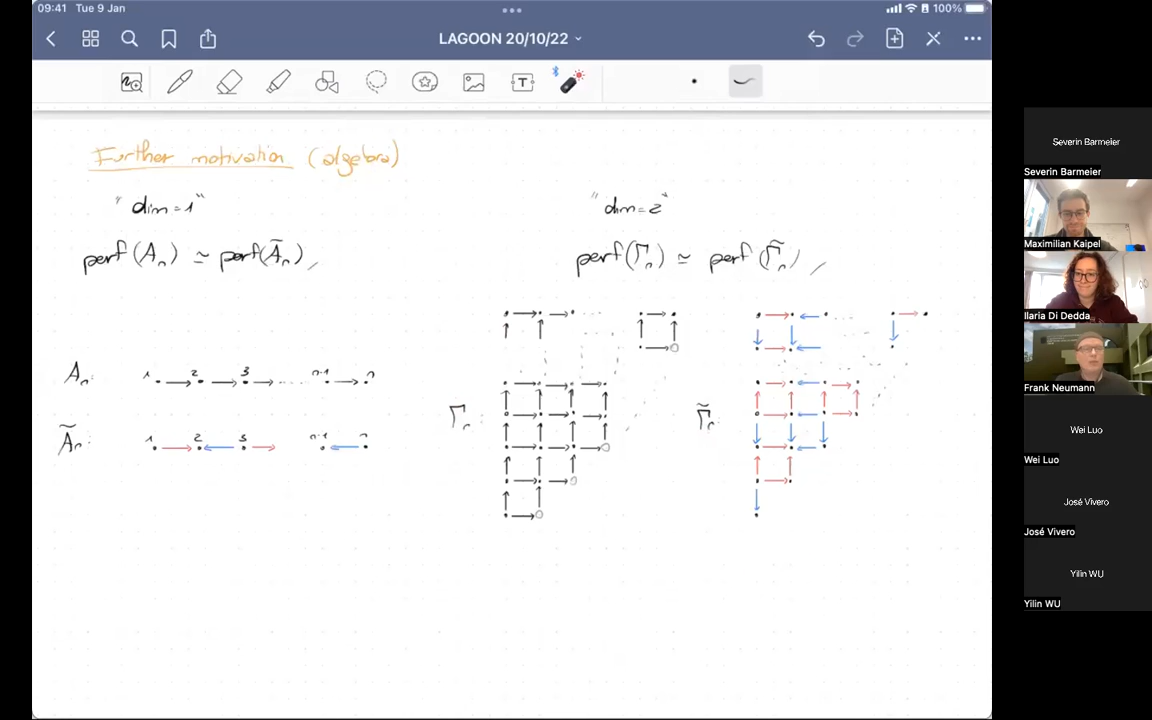 09:41 Tue 9 Jan
100%
LAGOON 20/10/22
Further motivation (algebra)
"dim=1"
"dim=2"
perf(A_n) ≃ perf(Ã_n),
perf(Γ_n) ≃ perf(Γ̃_n),
A_n:
1 2 3 n-1 n
Ã_n:
1 2 3 n-1 n
Γ_n:
Γ̃_n:
Severin Barmeier
Severin Barmeier
Maximilian Kaipel
Ilaria Di Dedda
Frank Neumann
Wei Luo
Wei Luo
José Vivero
José Vivero
Yilin WU
Yilin WU